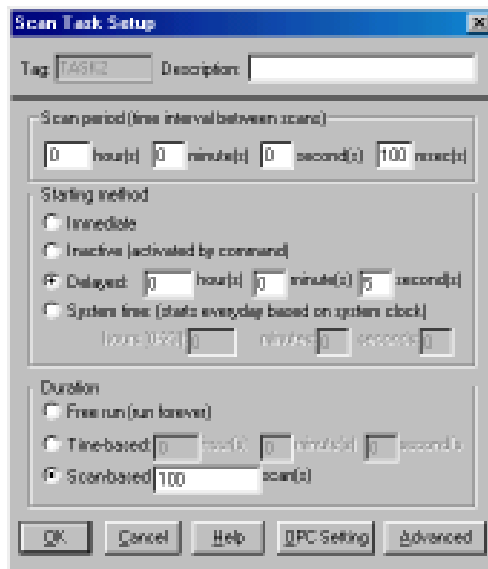 Scan Task Setup
Tag: TASK2 Description:
Scan period (time interval between scans)
0 hour(s) 0 minute(s) 0 second(s) 100 msec(s)
Starting method
Immediate
Inactive (activated by command)
Delayed: 0 hour(s) 0 minute(s) 5 second(s)
System time: (starts everyday based on system clock)
hours 0 minutes: 0 seconds: 0
Duration
Free run (run forever)
Time-based: 0 hour(s) 0 minute(s) 0 second(s
Scan-based 100 scan(s)
OK Cancel Help OPC Setting Advanced